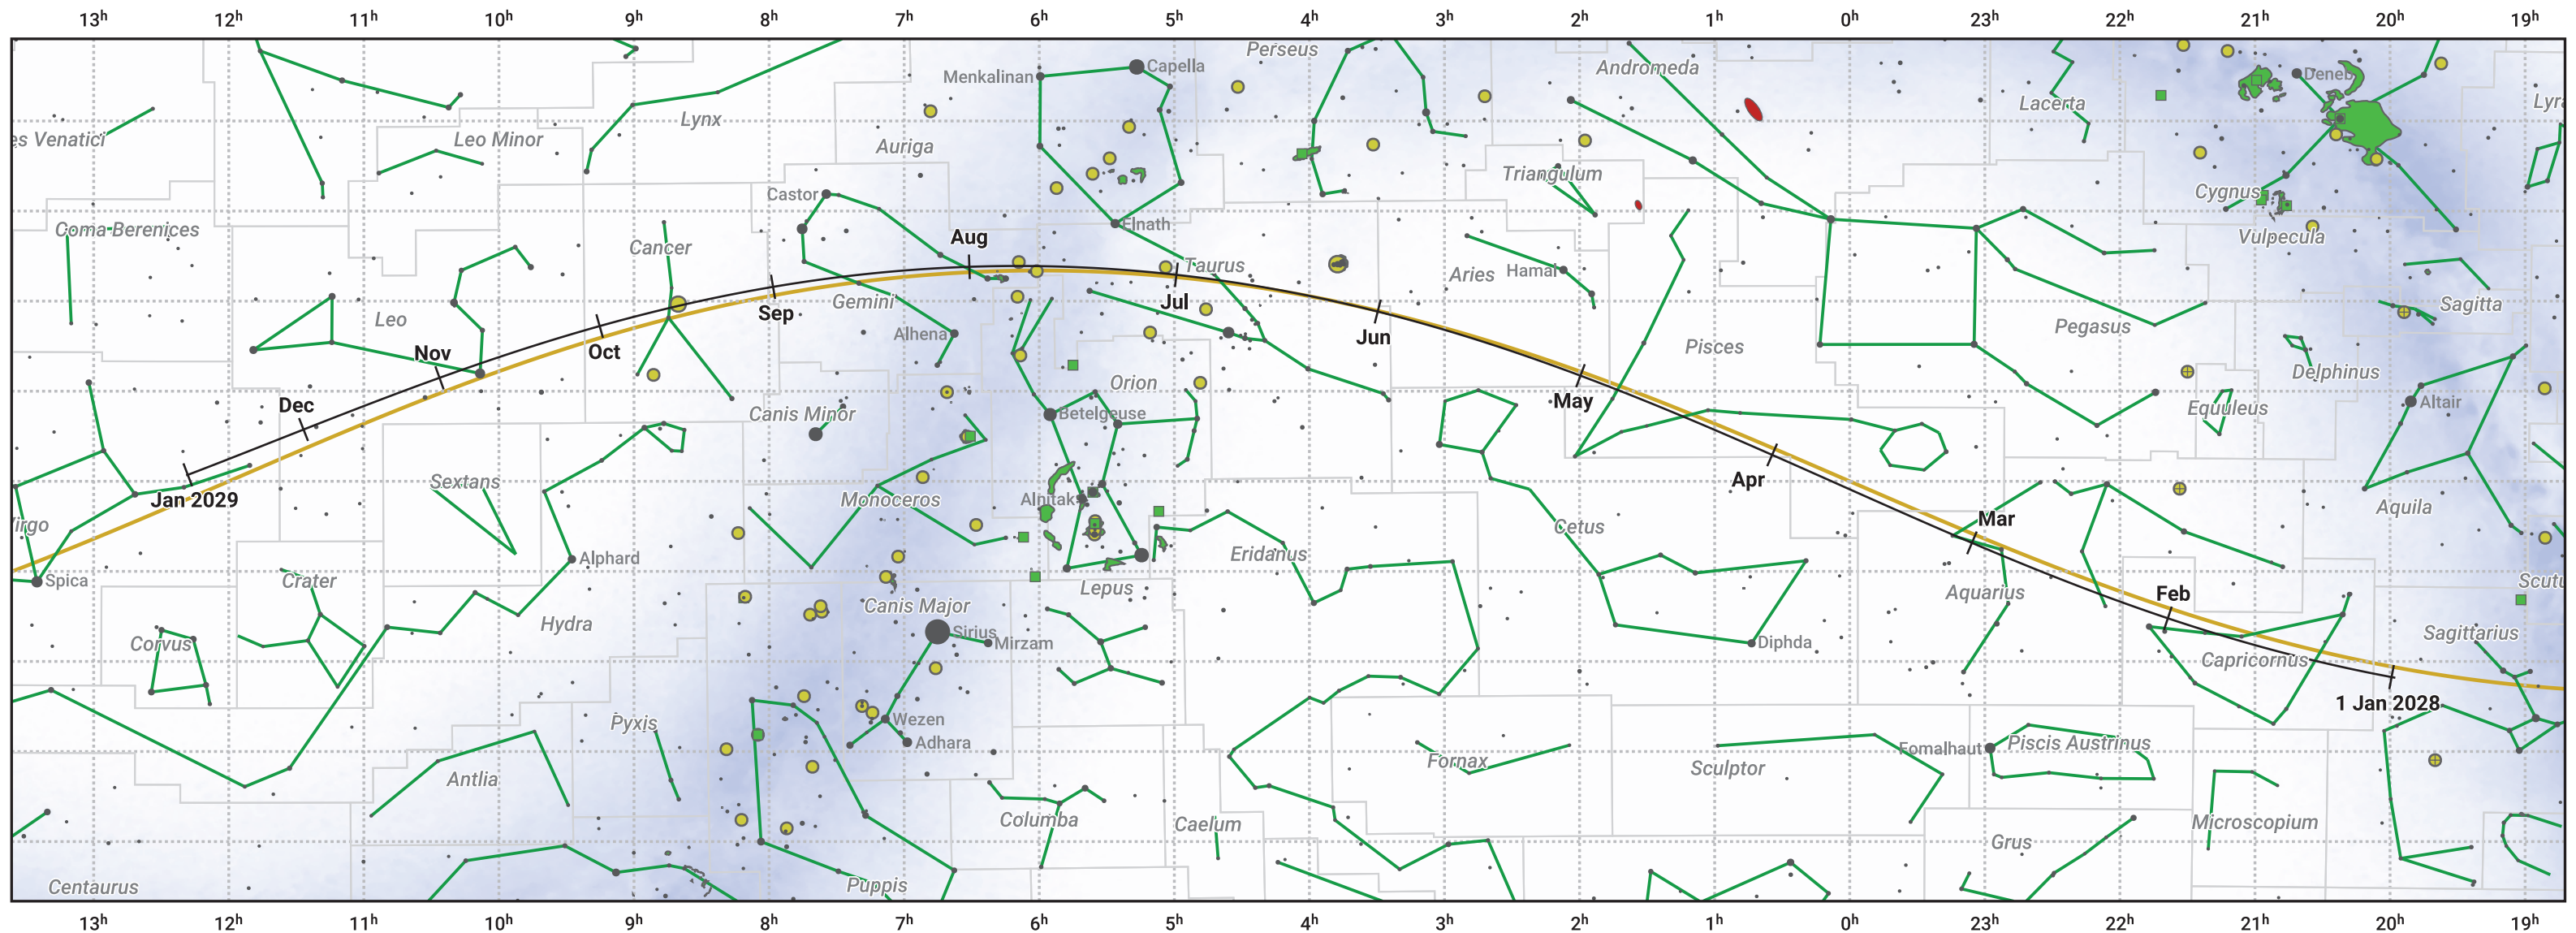 13h 12h 11h 10h 9h 8h 7h 6h 5h 4h 3h 2h 1h 0h 23h 22h 21h 20h 19h
Perseus
Menkalinan
Capella
Andromeda
Deneb
Lynx
Lacerta
Lyra
es Venatici
Leo Minor
Auriga
Triangulum
Castor
Cygnus
Coma Berenices
Elnath
Vulpecula
Aug
Cancer
Taurus
Aries
Hamal
Sep
Gemini
Jul
Sagitta
Leo
Alhena
Jun
Pisces
Pegasus
Nov
Oct
Orion
Delphinus
Dec
Canis Minor
Betelgeuse
May
Equuleus
Altair
Sextans
Apr
Jan 2029
Monoceros
Alnitak
Aquila
irgo
Cetus
Mar
Spica
Crater
Alphard
Eridanus
Lepus
Aquarius
Feb
Scutu
Canis Major
Hydra
Sirius
Mirzam
Corvus
Diphda
Capricornus
Sagittarius
1 Jan 2028
Pyxis
Wezen
Adhara
Fomalhaut
Piscis Austrinus
Antlia
Fornax
Sculptor
Columba
Caelum
Microscopium
Grus
Centaurus
Puppis
13h 12h 11h 10h 9h 8h 7h 6h 5h 4h 3h 2h 1h 0h 23h 22h 21h 20h 19h